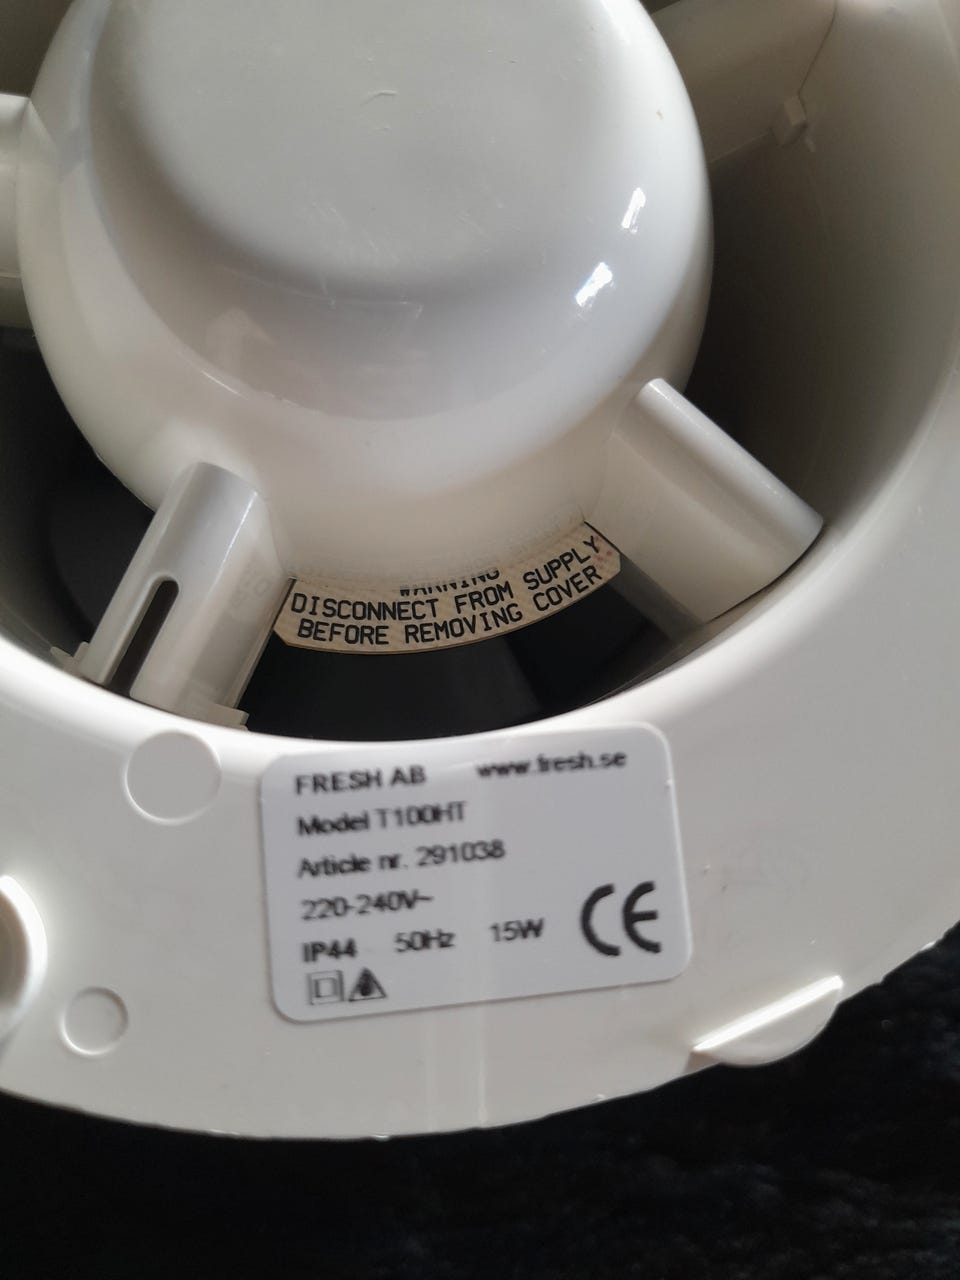 WARNING
DISCONNECT FROM SUPPLY
BEFORE REMOVING COVER
FRESH AB www.fresh.se
Model T100HT
Article nr. 291038
220-240V~
IP44 50Hz 15W CE